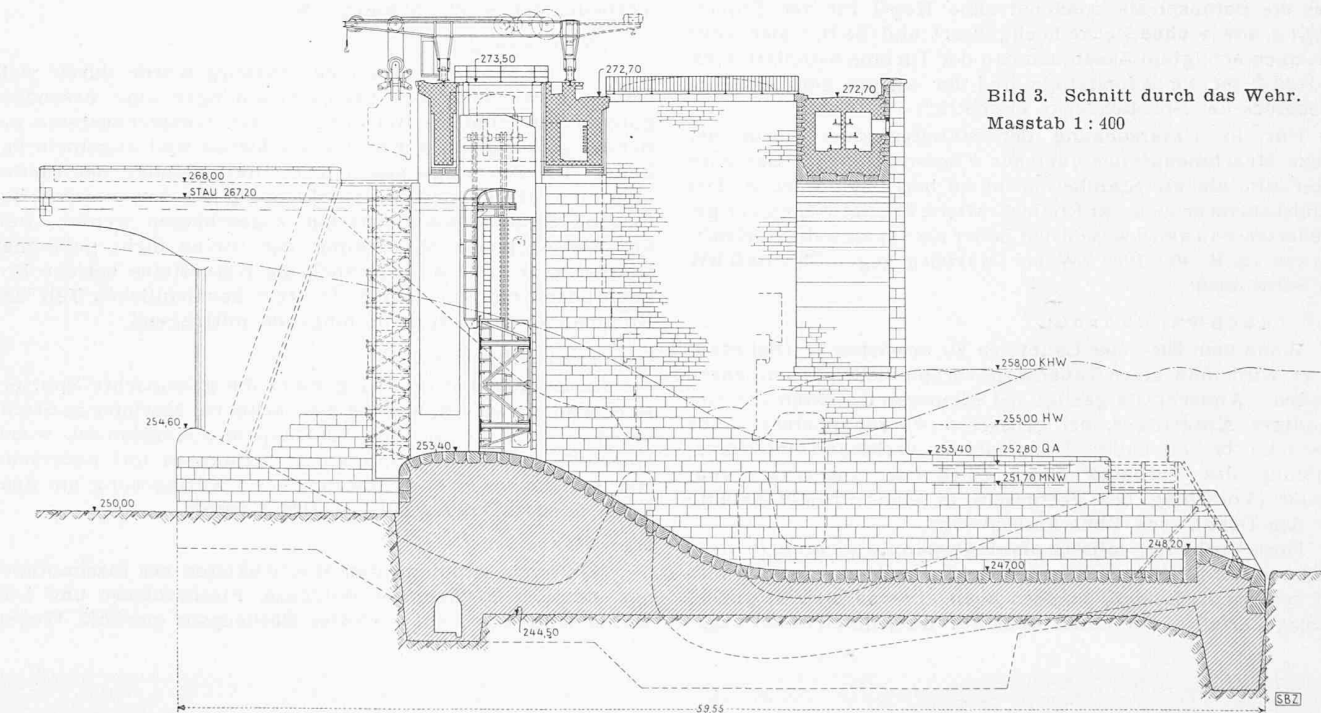 273,50
272,70
272,70
Bild 3. Schnitt durch das Wehr.
Masstab 1 : 400
268,00
STAU 267,20
258,00 KHW
255,00 HW
254,60
253,40
253,40
252,80 QA
251,70 MNW
250,00
248,20
247,00
244,50
59,55
SBZ